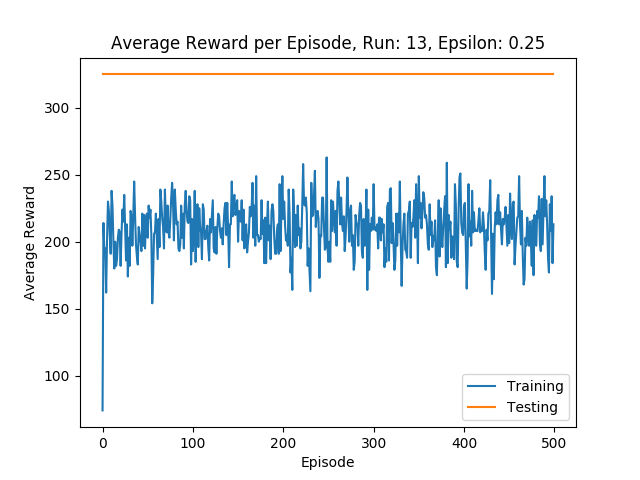 Average Reward per Episode, Run: 13, Epsilon: 0.25
Average Reward
300
250
200
150
100
0
100
200
300
400
500
Episode
Training
Testing